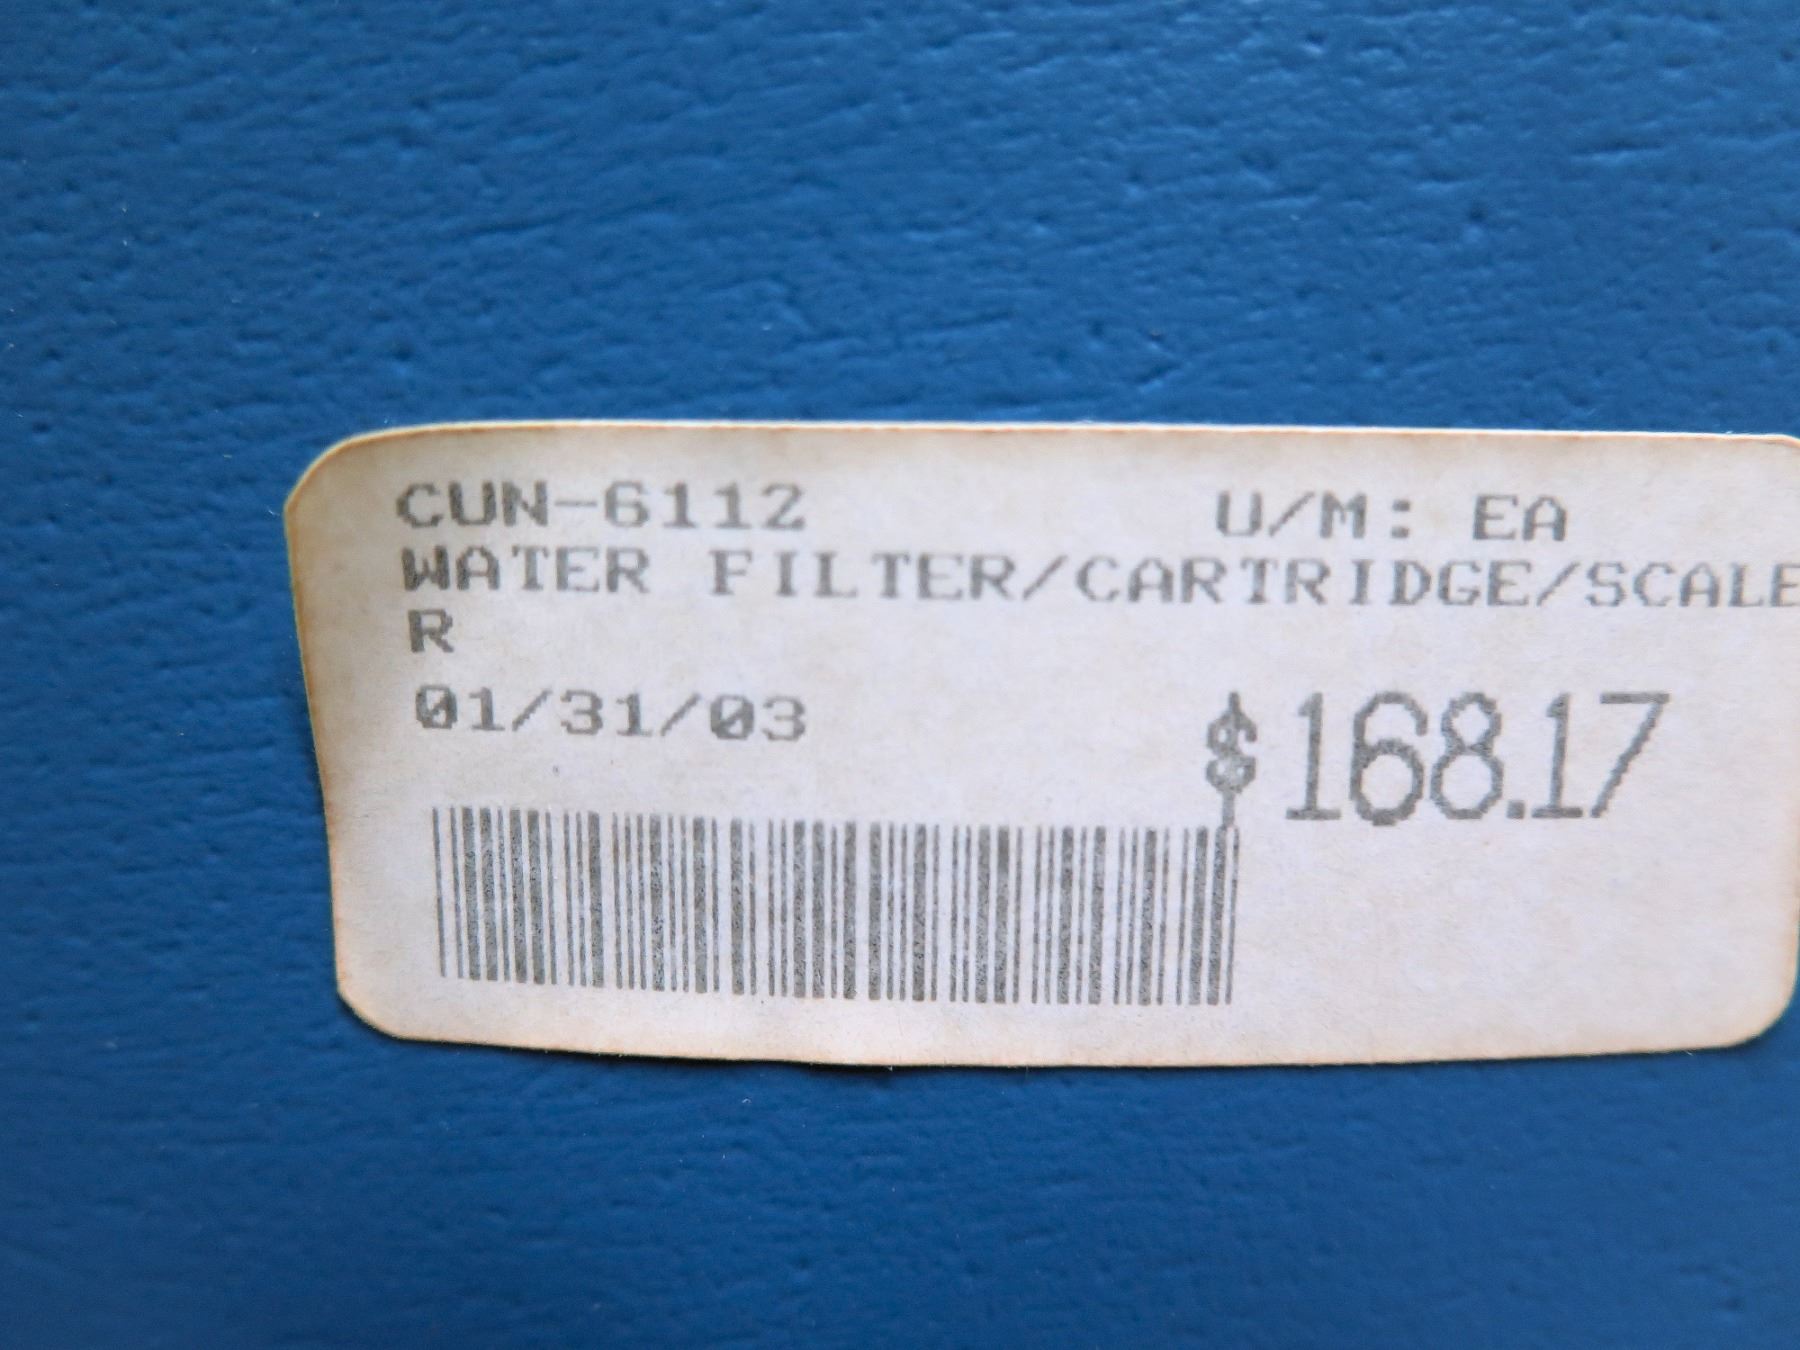 CUN-6112 U/M: EA
WATER FILTER/CARTRIDGE/SCALE
R
01/31/03 $168.17